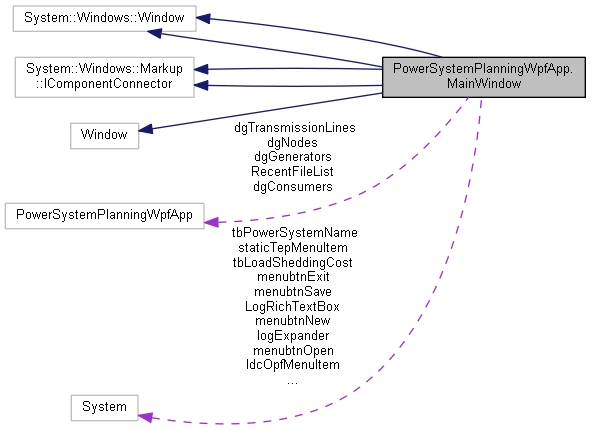 System::Windows::Window
System::Windows::Markup
::IComponentConnector
PowerSystemPlanningWpfApp.
MainWindow
Window
dgTransmissionLines
dgNodes
dgGenerators
RecentFileList
dgConsumers
PowerSystemPlanningWpfApp
tbPowerSystemName
staticTepMenuItem
tbLoadSheddingCost
menubtnExit
menubtnSave
LogRichTextBox
menubtnNew
logExpander
menubtnOpen
ldcOpfMenuItem
...
System